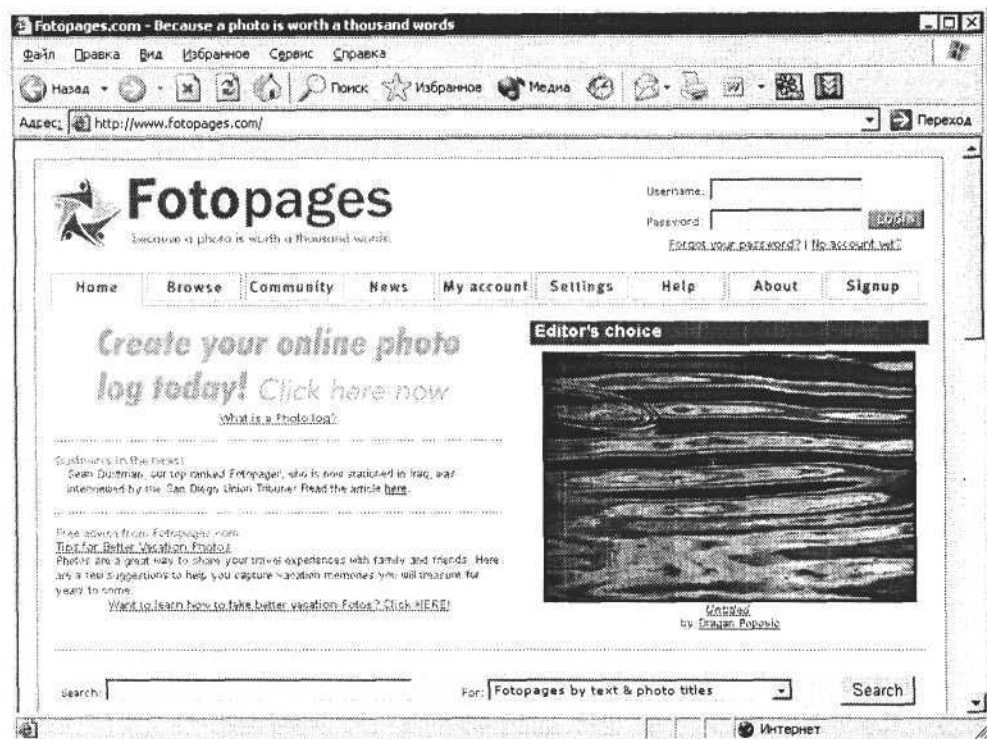 Fotopages.com - Because a photo is worth a thousand words
Файл Правка Вид Избранное Сервис Справка
Назад Поиск Избранное Медиа
Адрес: http://www.fotopages.com/ Переход
Fotopages
because a photo is worth a thousand words.
Username:
Password: LOGIN
Forgot your password? | No account yet?
Home Browse Community News My account Settings Help About Signup
Create your online photo
log today! Click here now
What is a Photo log?
Editor's choice
Customers in the news!
Sean Dustman, our top ranked Fotopager, who is now stationed in Iraq, was
interviewed by the San Diego Union Tribune! Read the article here.
Free advice from Fotopages.com
Tips for Better Vacation Photos
Photos are a great way to share your travel experiences with family and friends. Here
are a few suggestions to help you capture vacation memories you will treasure for
years to come.
Want to learn how to take better vacation Fotos? Click HERE!
Untitled
by Dragan Popovic
Search: For: Fotopages by text & photo titles Search
Интернет